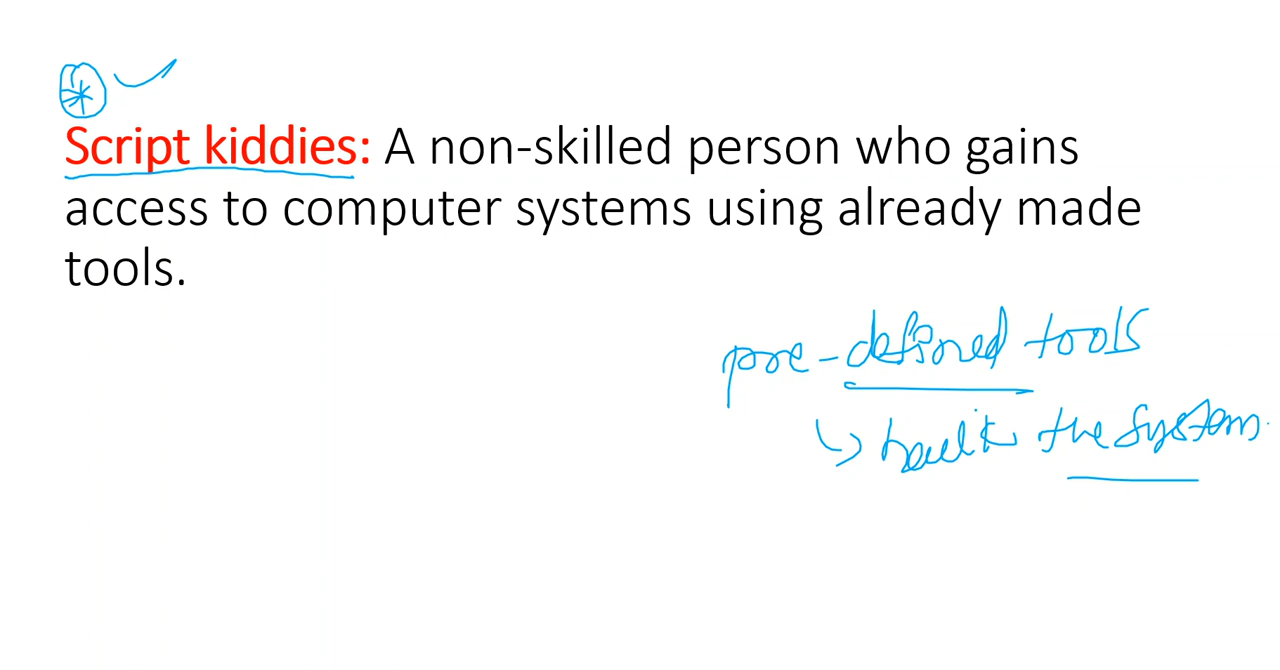 Script kiddies: A non-skilled person who gains
access to computer systems using already made
tools.
pre-defined tools
the system